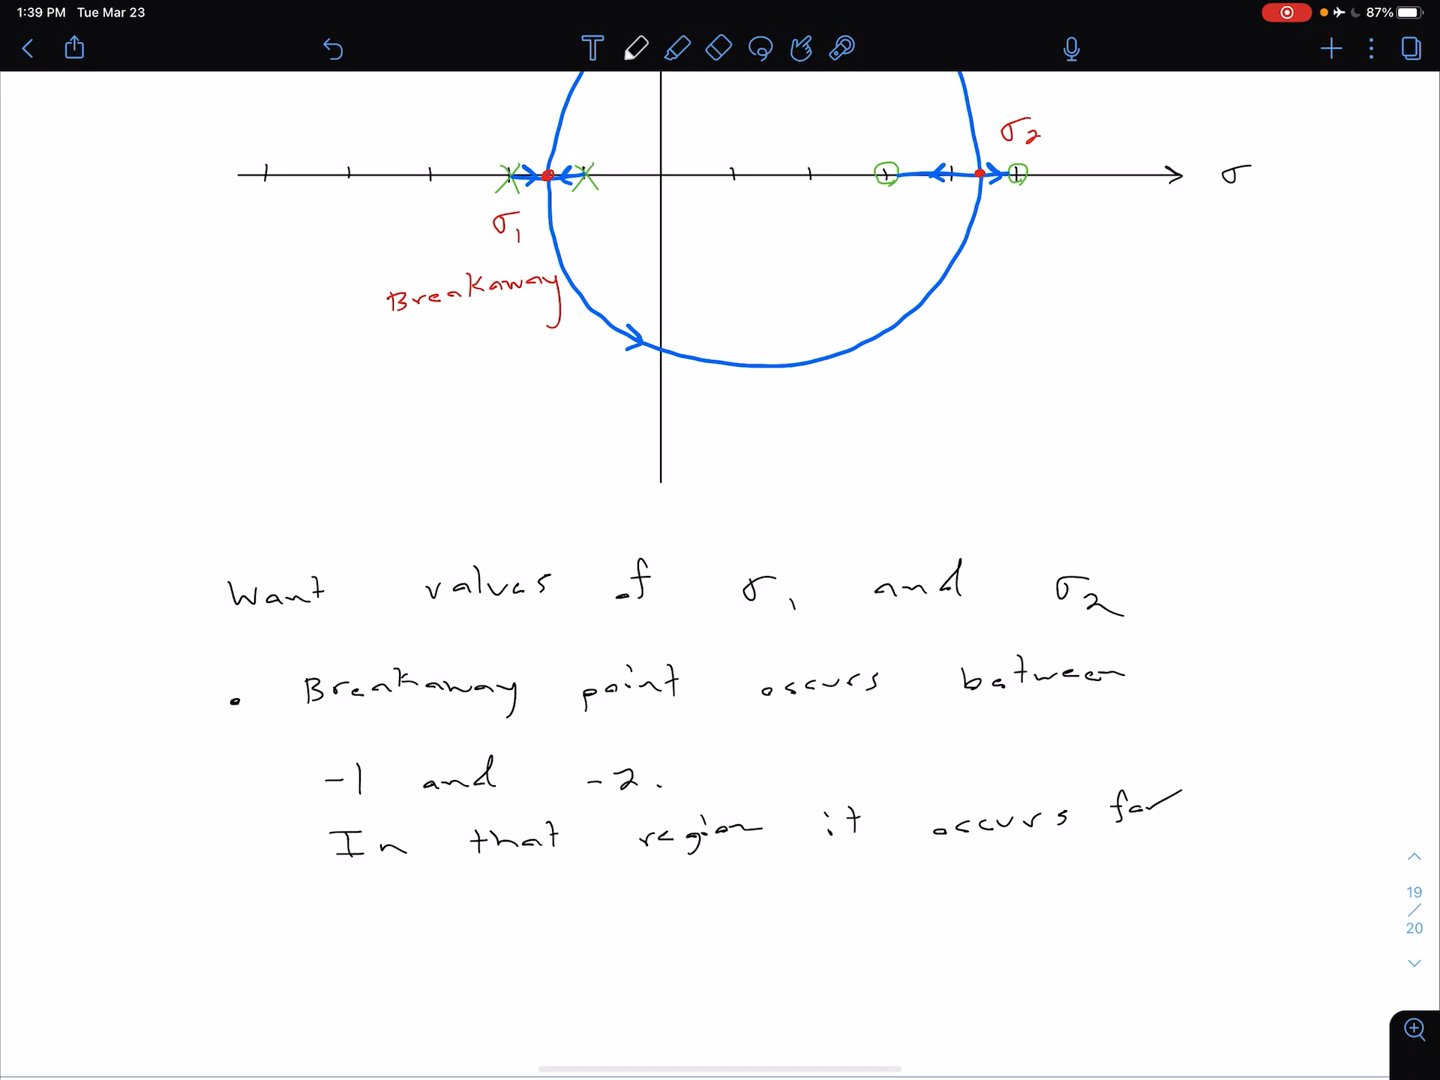 1:39 PM Tue Mar 23
87%
σ2
σ
σ1
Breakaway
Want values of σ1 and σ2
• Breakaway point occurs between
-1 and -2.
In that region it occurs for
19
/
20